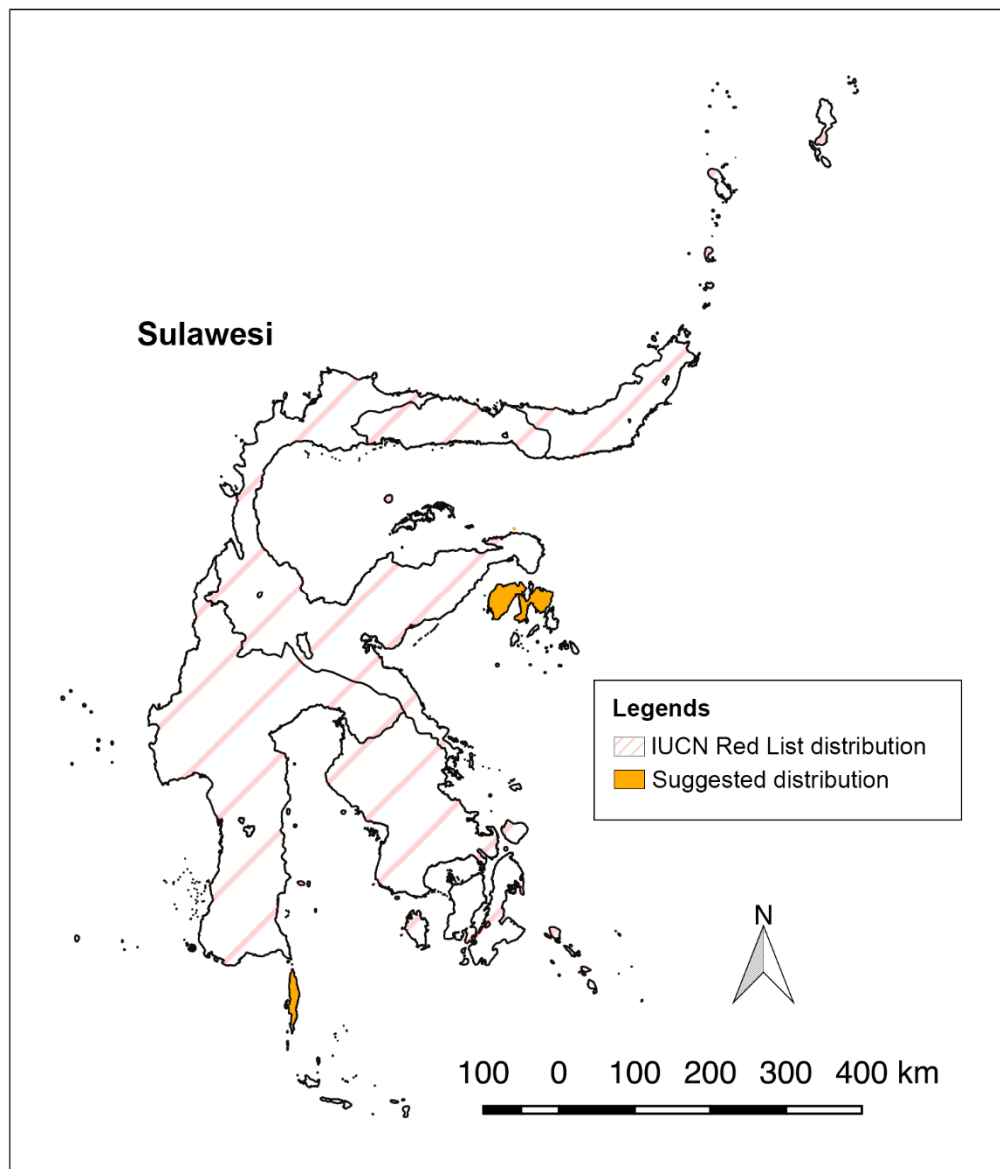 Sulawesi
Legends
IUCN Red List distribution
Suggested distribution
N
100 0 100 200 300 400 km